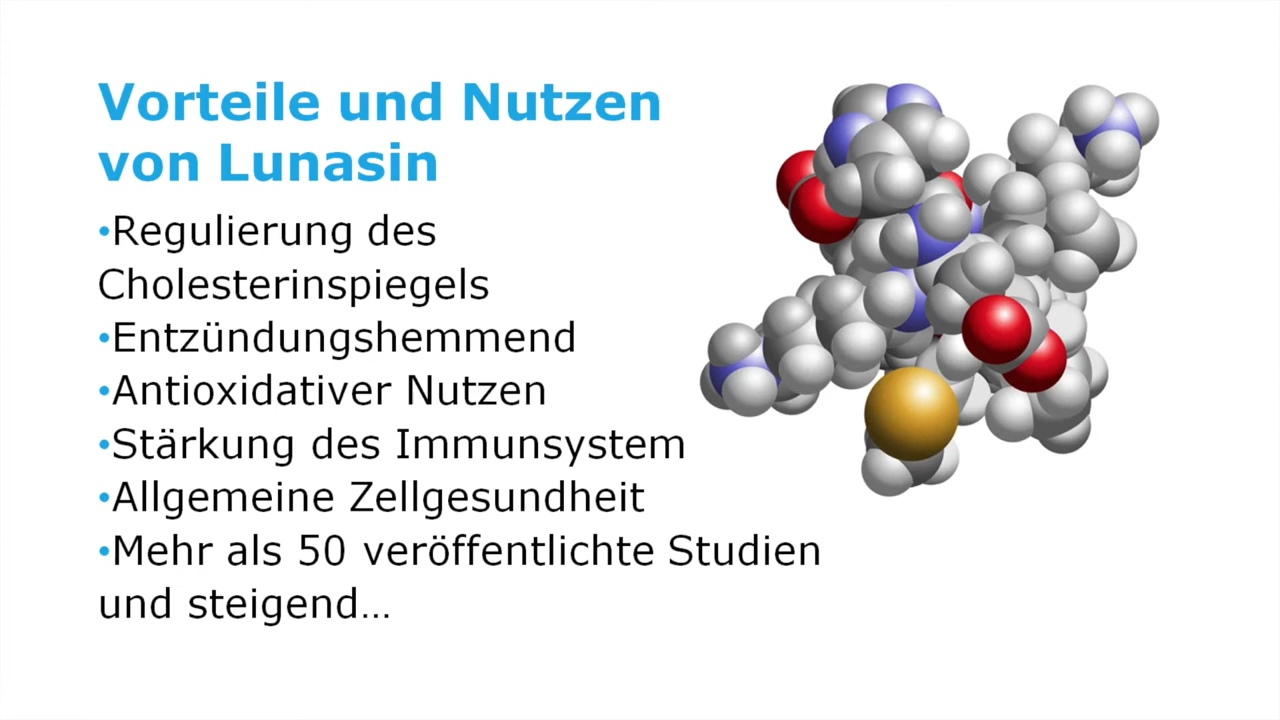 Vorteile und Nutzen
von Lunasin
•Regulierung des
Cholesterinspiegels
•Entzündungshemmend
•Antioxidativer Nutzen
•Stärkung des Immunsystem
•Allgemeine Zellgesundheit
•Mehr als 50 veröffentlichte Studien
und steigend…